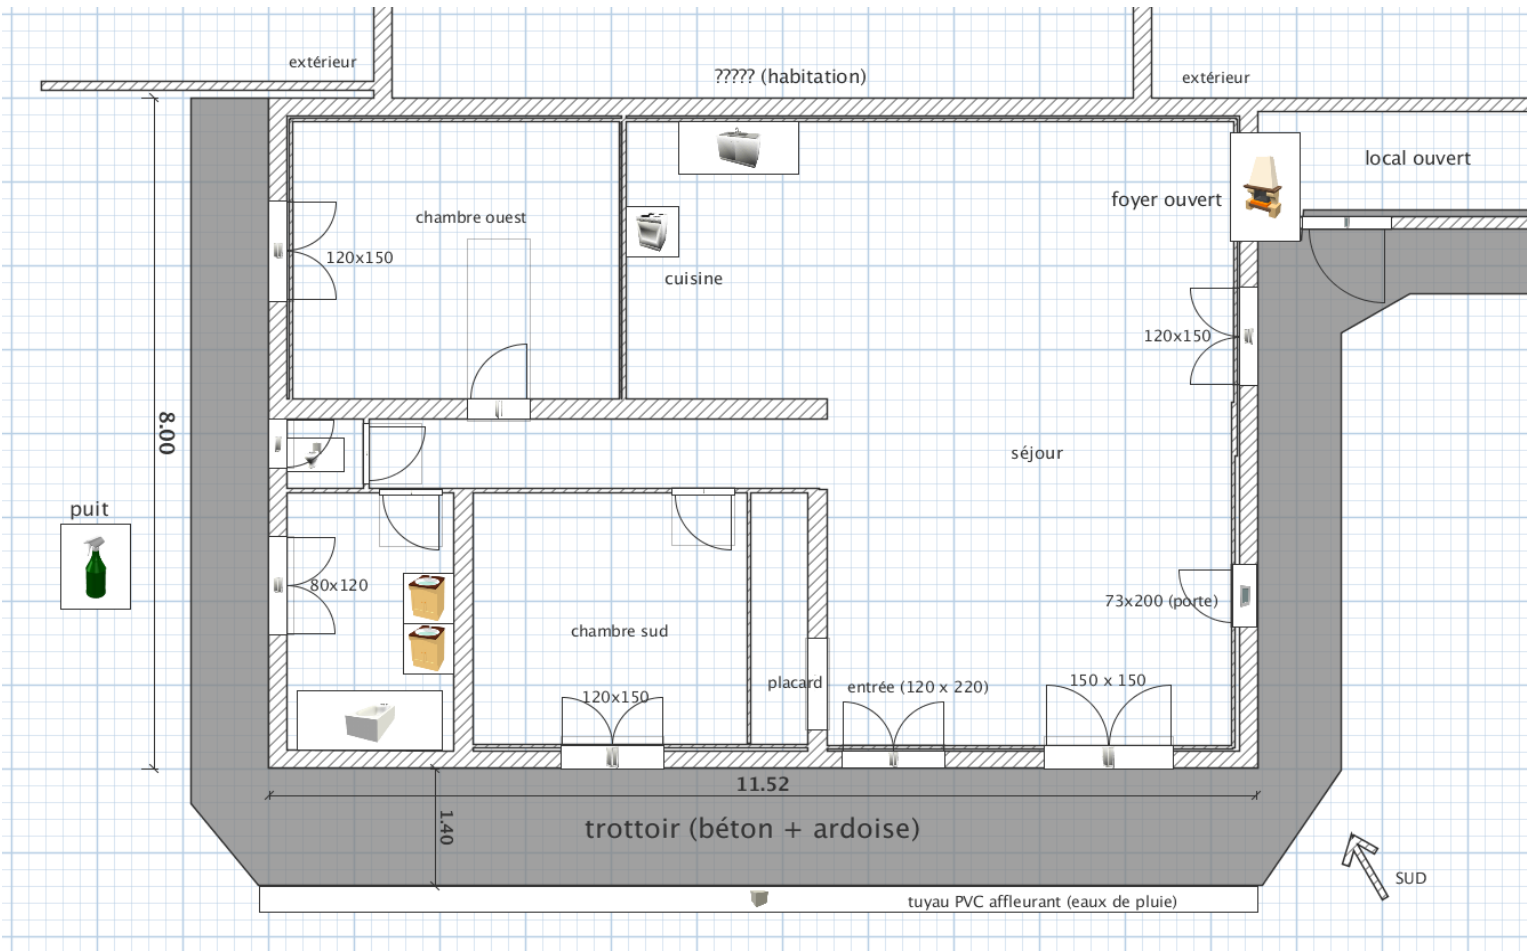 extérieur
????? (habitation)
extérieur
local ouvert
foyer ouvert
chambre ouest
120x150
cuisine
120x150
8.00
séjour
puit
80x120
73x200 (porte)
chambre sud
placard
entrée (120 x 220)
150 x 150
120x150
11.52
1.40
trottoir (béton + ardoise)
SUD
tuyau PVC affleurant (eaux de pluie)